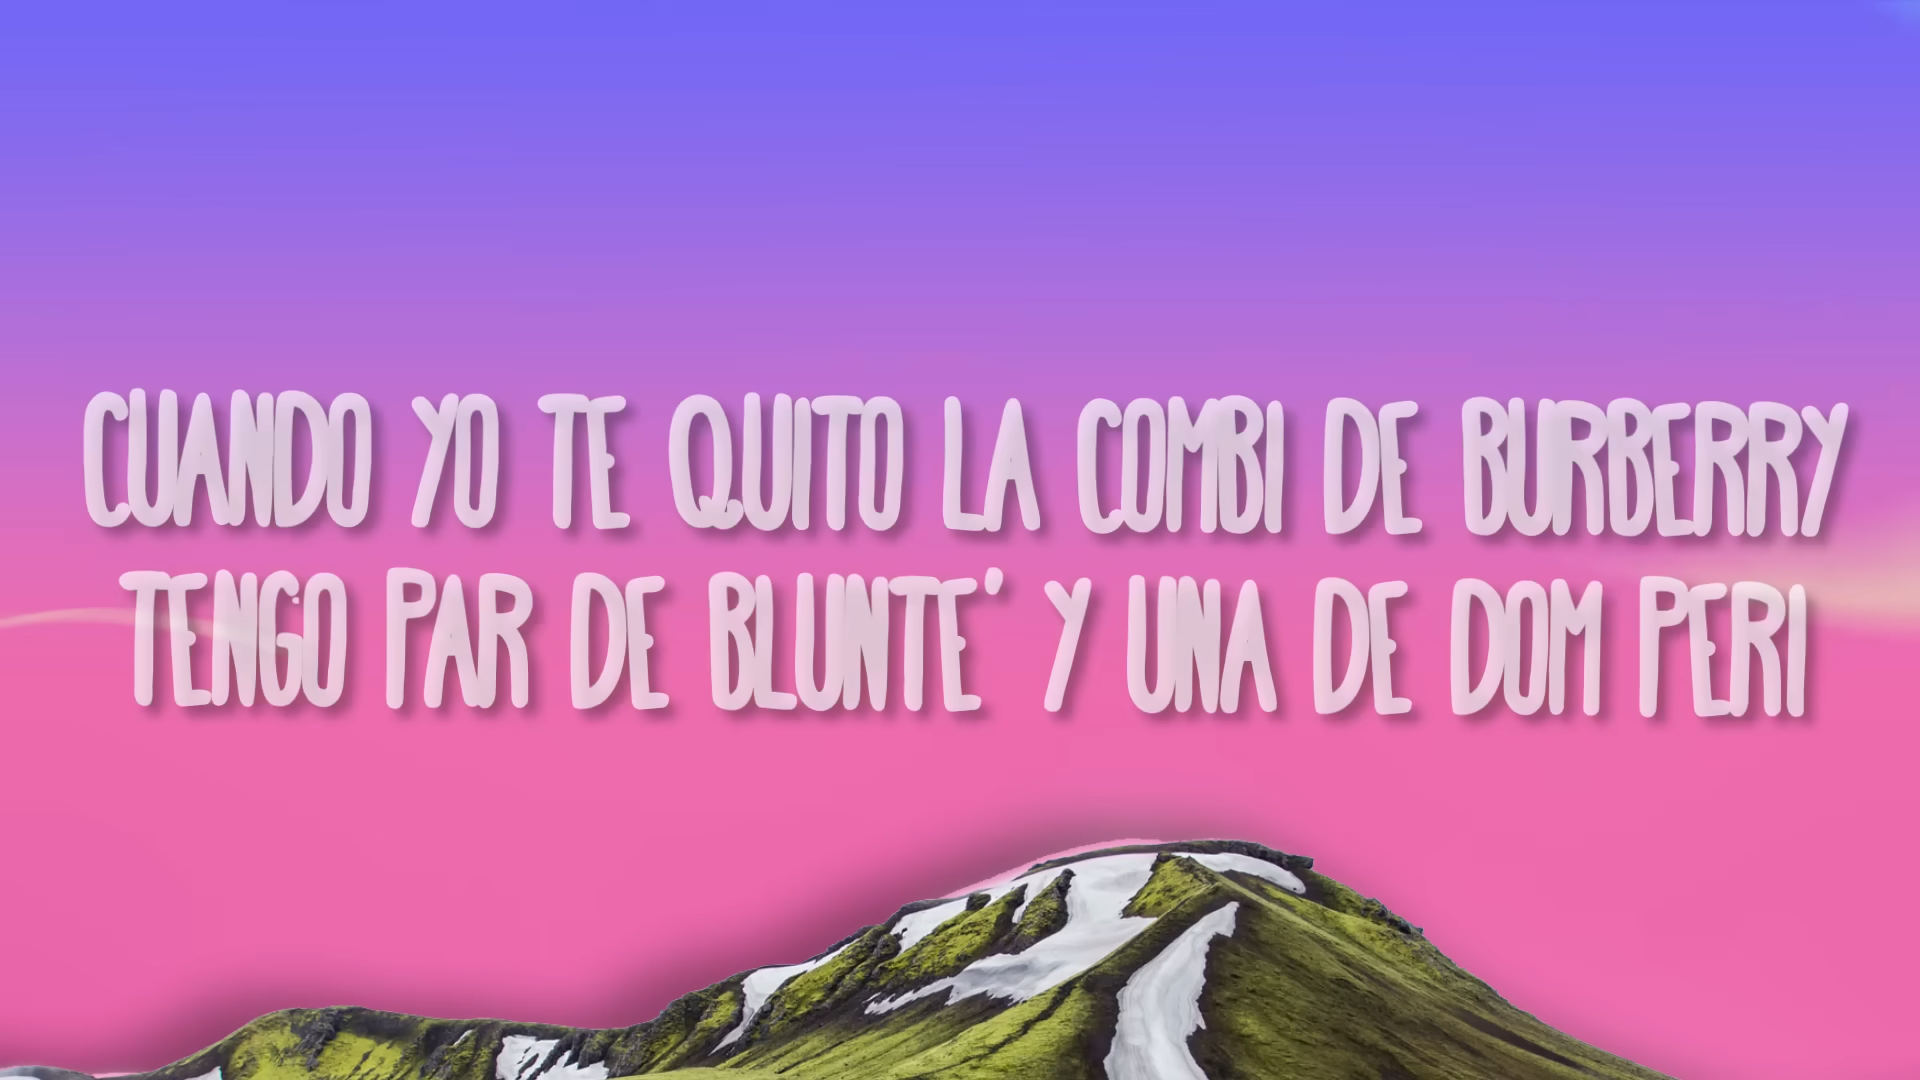 CUANDO YO TE QUITO LA COMBI DE BURBERRY
TENGO PAR DE BLUNTE' Y UNA DE DOM PERI